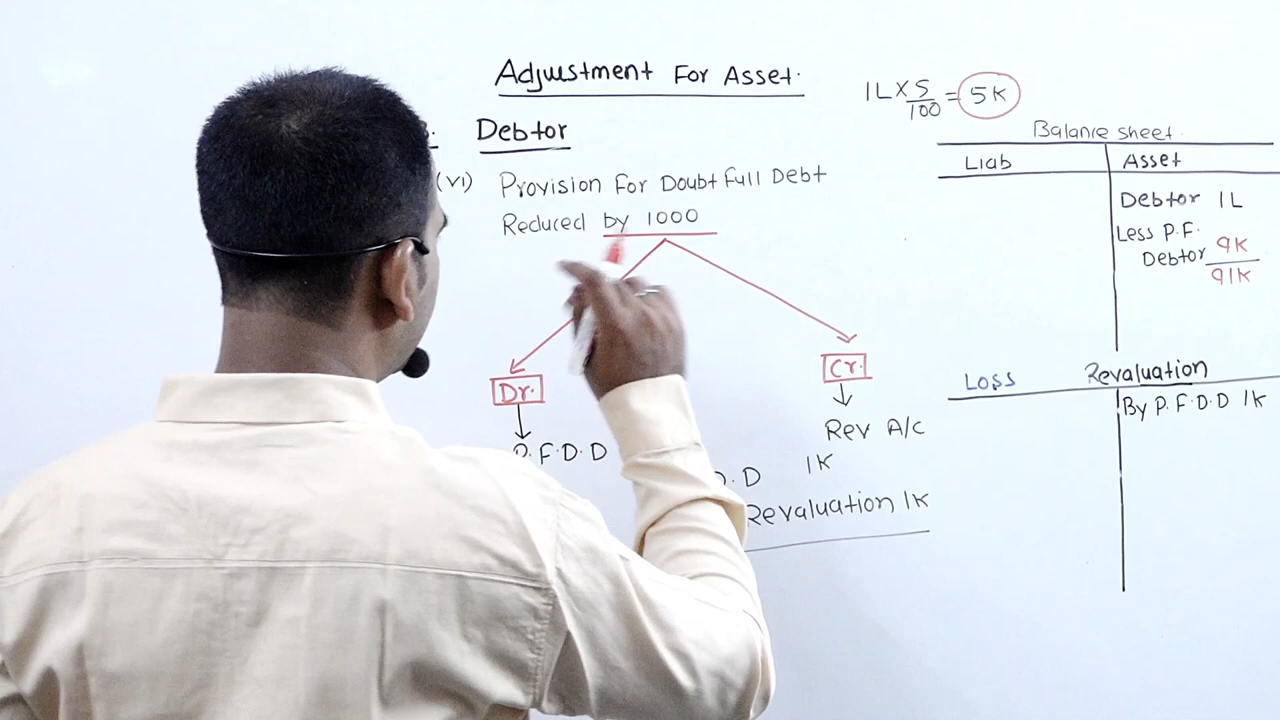 Adjustment For Asset.
Debtor
(VI) Provision For Doubtfull Debt
Reduced by 1000
Dr.
P.F.D.D
Cr.
Rev A/C
D.D 1K
Revaluation 1K
1L X 5/100 = 5K
Balance sheet.
Liab Asset
Debtor 1L
Less P.F.
Debtor 9K
91K
Loss Revaluation
By P.F.D.D 1K